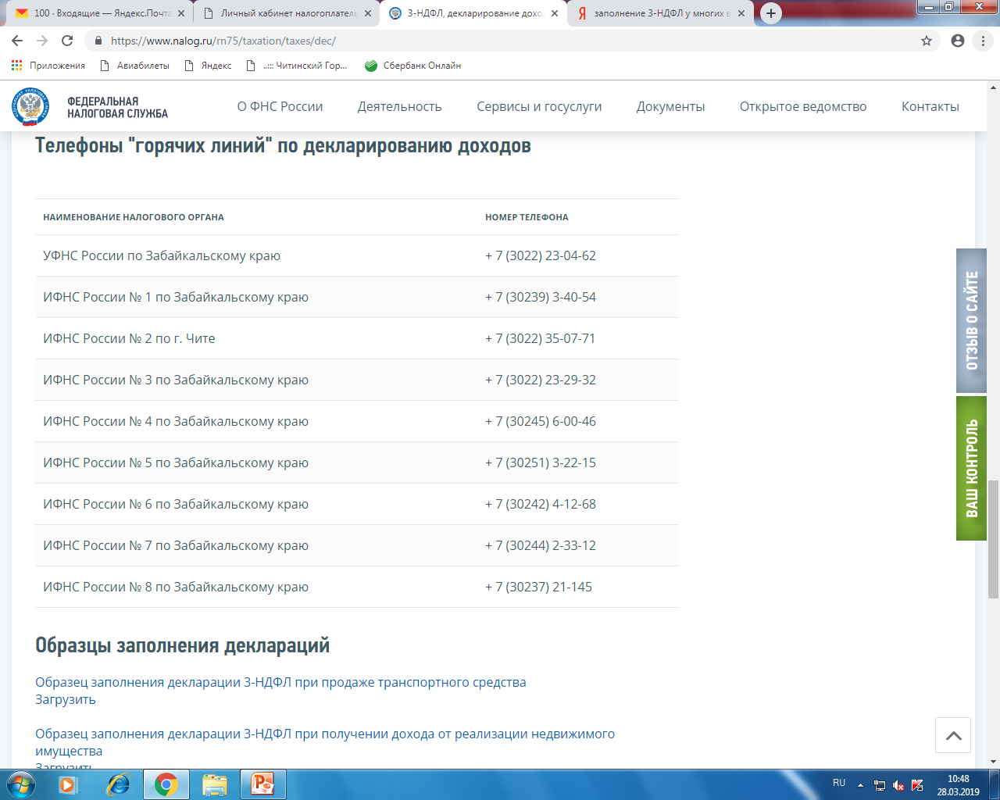 100 · Входящие — Яндекс.Почта
Личный кабинет налогоплатель
3-НДФЛ, декларирование дохо
заполнение 3-НДФЛ у многих в
https://www.nalog.ru/rn75/taxation/taxes/dec/
Приложения
Авиабилеты
Яндекс
..::: Читинский Гор...
Сбербанк Онлайн
ФЕДЕРАЛЬНАЯ
НАЛОГОВАЯ СЛУЖБА
О ФНС России
Деятельность
Сервисы и госуслуги
Документы
Открытое ведомство
Контакты
Телефоны "горячих линий" по декларированию доходов
НАИМЕНОВАНИЕ НАЛОГОВОГО ОРГАНА НОМЕР ТЕЛЕФОНА
УФНС России по Забайкальскому краю + 7 (3022) 23-04-62
ИФНС России № 1 по Забайкальскому краю + 7 (30239) 3-40-54
ИФНС России № 2 по г. Чите + 7 (3022) 35-07-71
ИФНС России № 3 по Забайкальскому краю + 7 (3022) 23-29-32
ИФНС России № 4 по Забайкальскому краю + 7 (30245) 6-00-46
ИФНС России № 5 по Забайкальскому краю + 7 (30251) 3-22-15
ИФНС России № 6 по Забайкальскому краю + 7 (30242) 4-12-68
ИФНС России № 7 по Забайкальскому краю + 7 (30244) 2-33-12
ИФНС России № 8 по Забайкальскому краю + 7 (30237) 21-145
ОТЗЫВ О САЙТЕ
ВАШ КОНТРОЛЬ
Образцы заполнения деклараций
Образец заполнения декларации 3-НДФЛ при продаже транспортного средства
Загрузить
Образец заполнения декларации 3-НДФЛ при получении дохода от реализации недвижимого
имущества
Загрузить
RU
10:48
28.03.2019